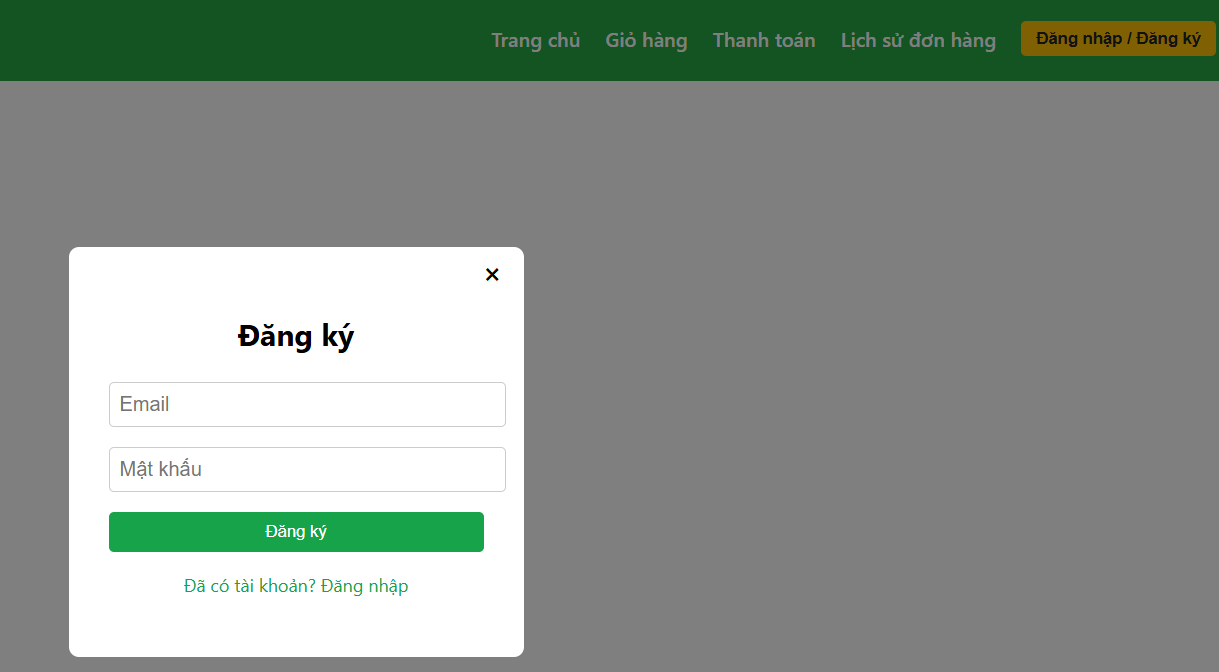 Trang chủ Giỏ hàng Thanh toán Lịch sử đơn hàng Đăng nhập / Đăng ký
×
Đăng ký
Email
Mật khẩu
Đăng ký
Đã có tài khoản? Đăng nhập